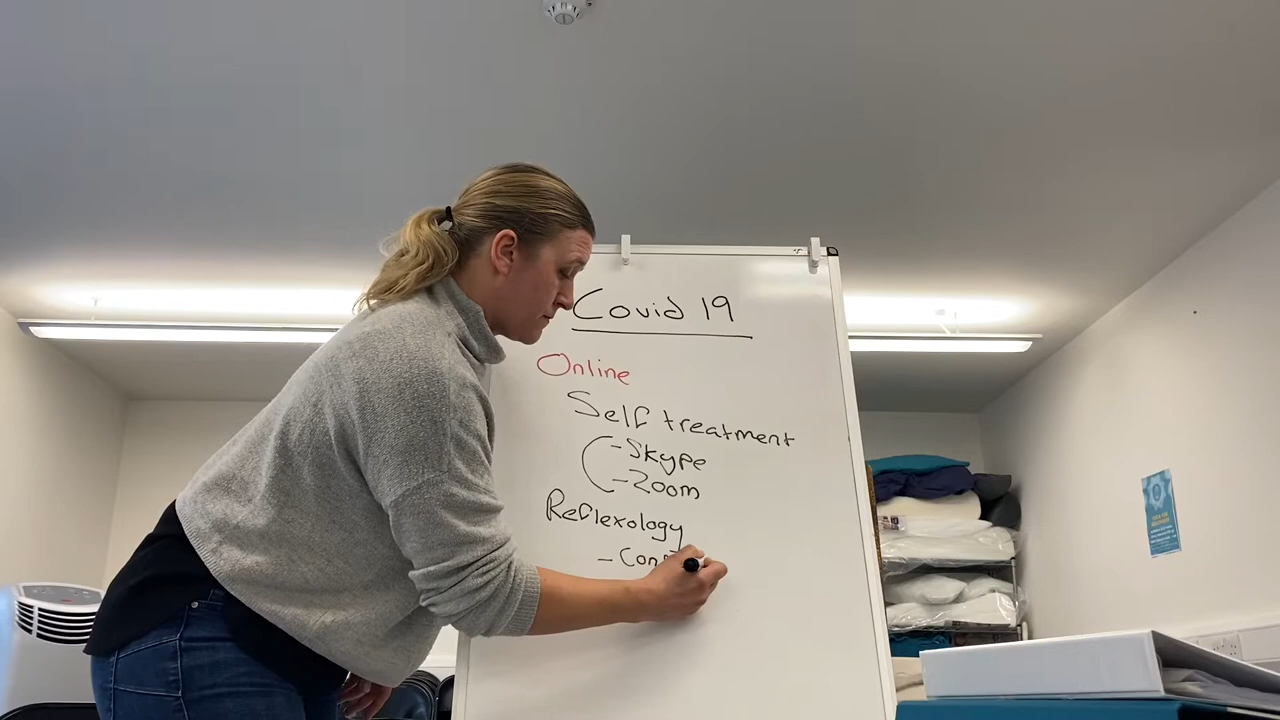 Covid 19
Online
Self treatment
-Skype
-Zoom
Reflexology